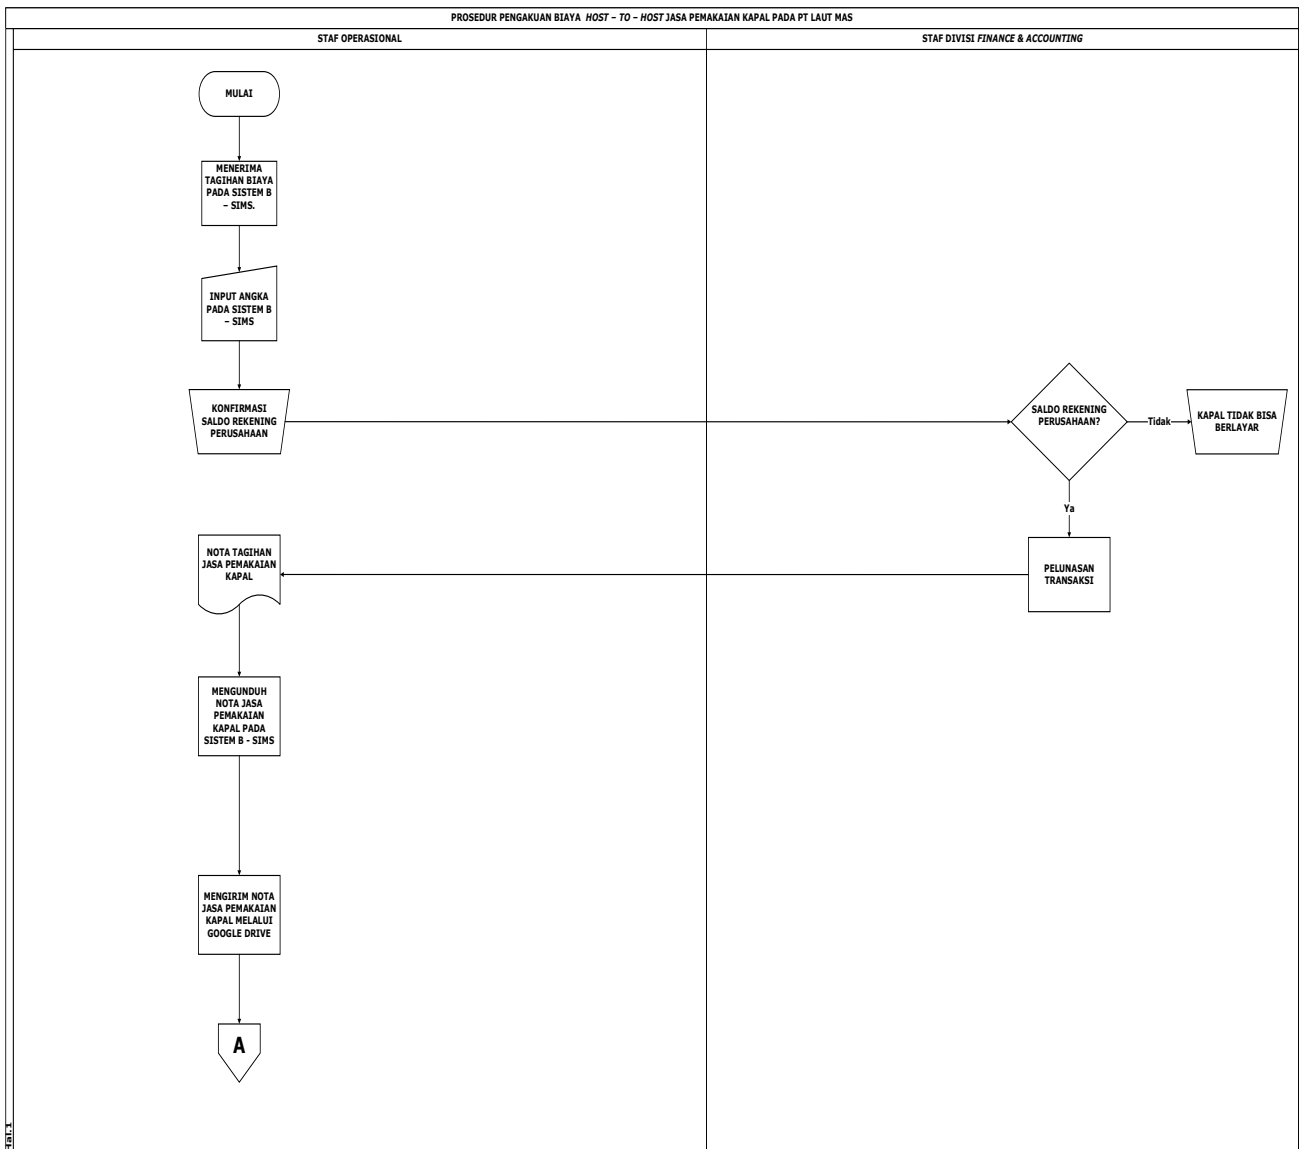 PROSEDUR PENGAKUAN BIAYA HOST – TO – HOST JASA PEMAKAIAN KAPAL PADA PT LAUT MAS
STAF OPERASIONAL
STAF DIVISI FINANCE & ACCOUNTING
MULAI
MENERIMA
TAGIHAN BIAYA
PADA SISTEM B
– SIMS.
INPUT ANGKA
PADA SISTEM B
– SIMS
KONFIRMASI
SALDO REKENING
PERUSAHAAN
SALDO REKENING
PERUSAHAAN?
Tidak
KAPAL TIDAK BISA
BERLAYAR
Ya
PELUNASAN
TRANSAKSI
NOTA TAGIHAN
JASA PEMAKAIAN
KAPAL
MENGUNDUH
NOTA JASA
PEMAKAIAN
KAPAL PADA
SISTEM B - SIMS
MENGIRIM NOTA
JASA PEMAKAIAN
KAPAL MELALUI
GOOGLE DRIVE
A
Hal.1